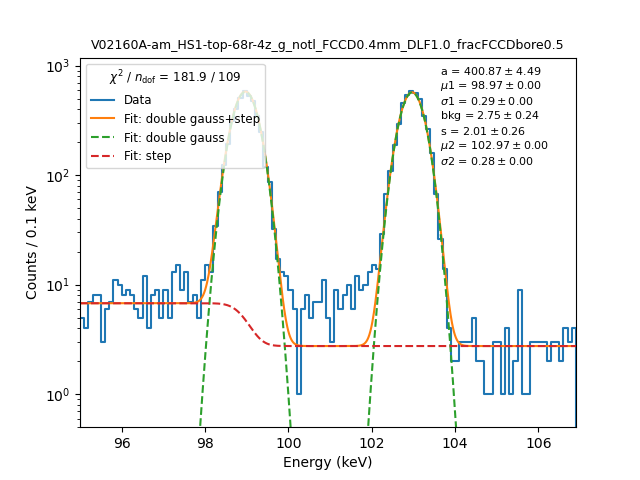 V02160A-am_HS1-top-68r-4z_g_notl_FCCD0.4mm_DLF1.0_fracFCCDbore0.5
χ² / n_dof = 181.9 / 109
Data
Fit: double gauss+step
Fit: double gauss
Fit: step
a = 400.87 ± 4.49
μ1 = 98.97 ± 0.00
σ1 = 0.29 ± 0.00
bkg = 2.75 ± 0.24
s = 2.01 ± 0.26
μ2 = 102.97 ± 0.00
σ2 = 0.28 ± 0.00
Counts / 0.1 keV
10³
10²
10¹
10⁰
96 98 100 102 104 106
Energy (keV)